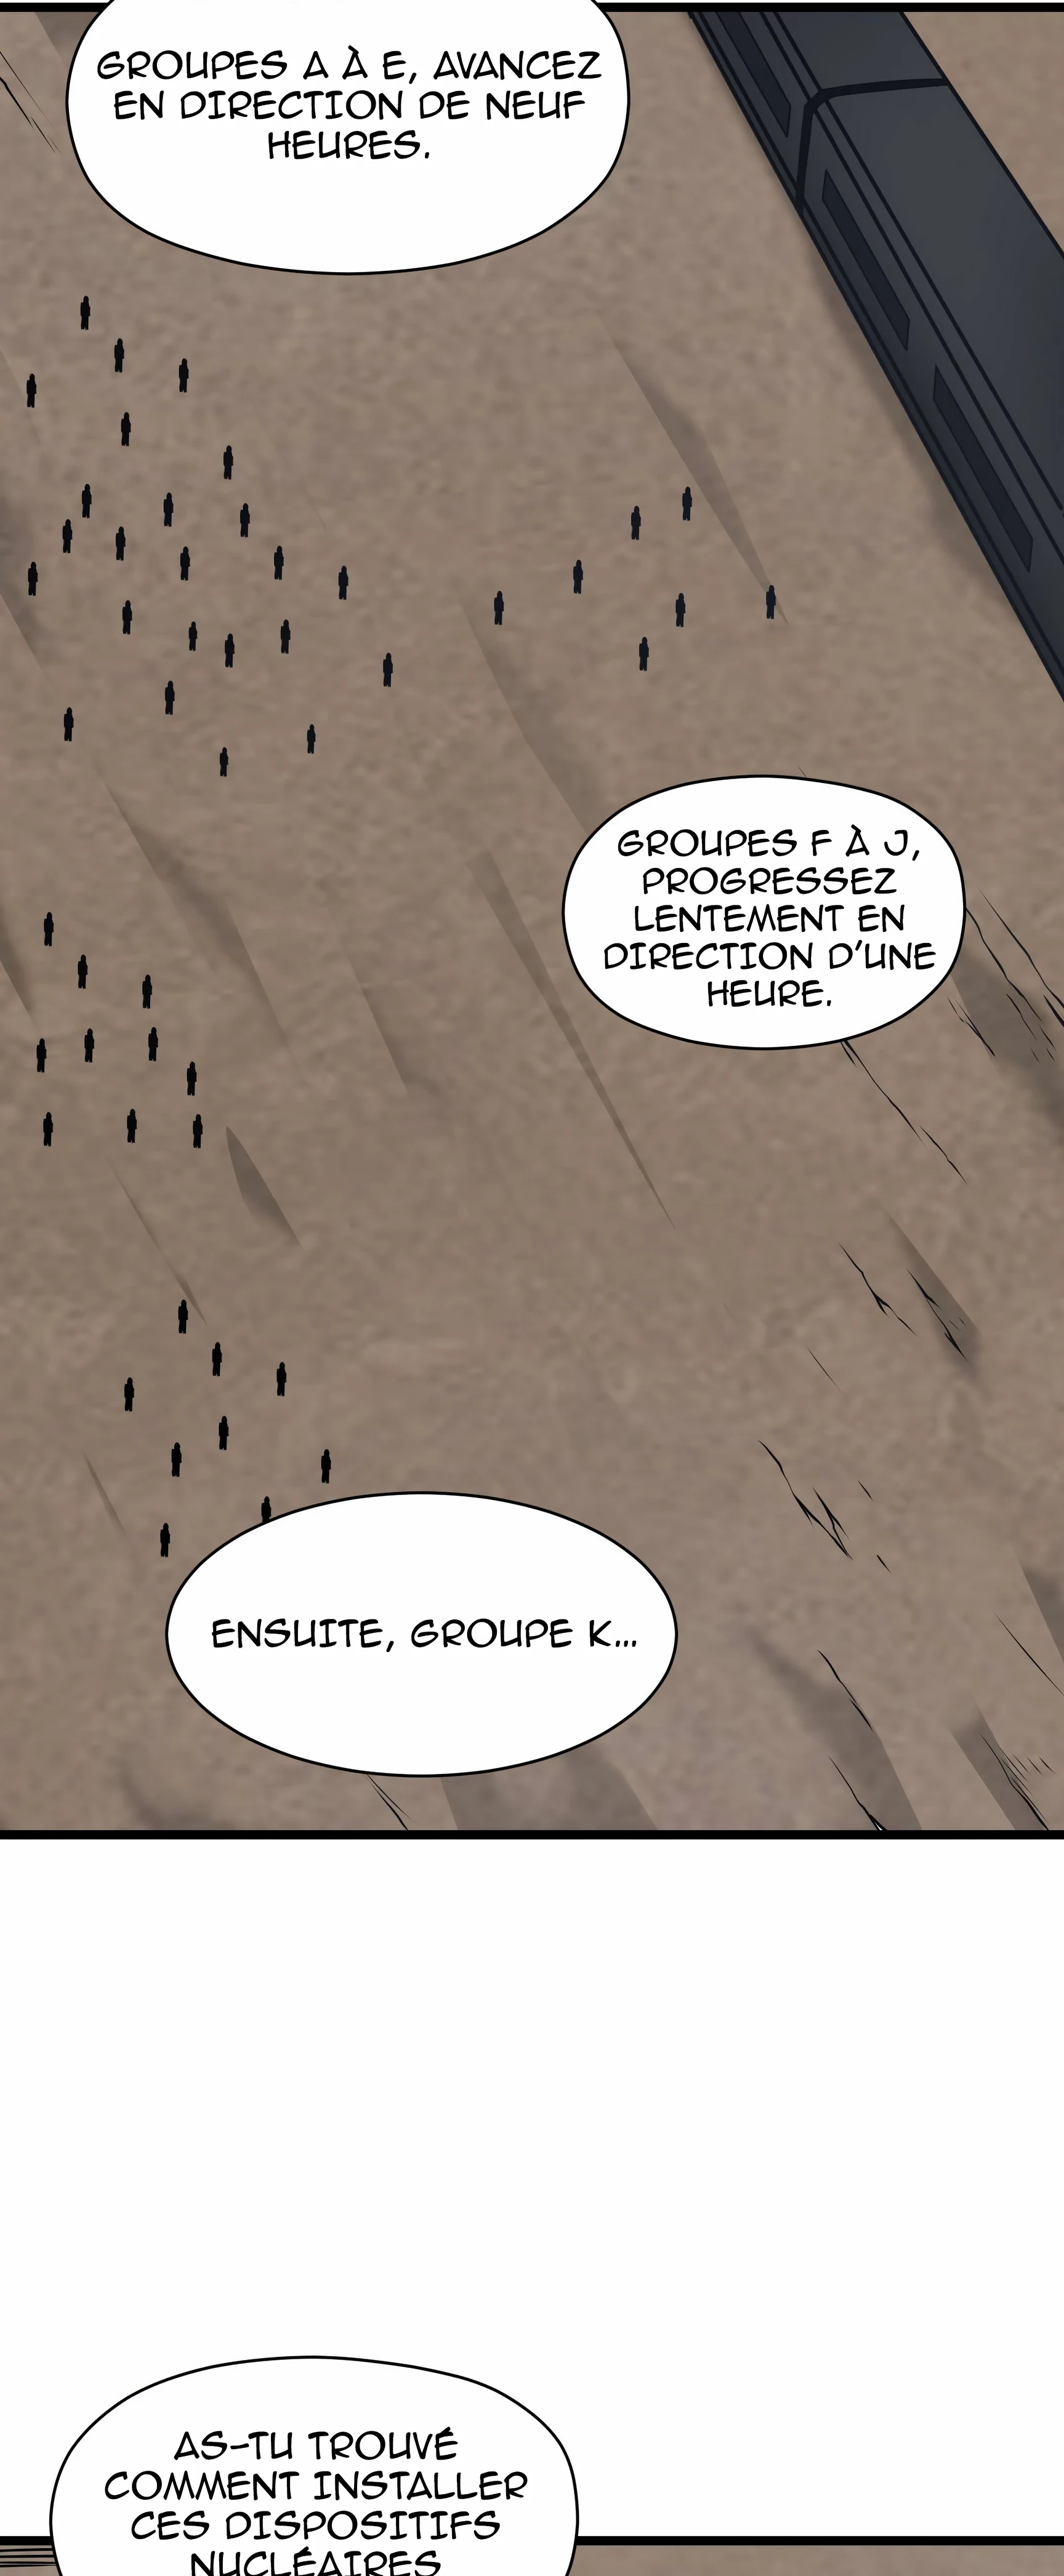 GROUPES A À E, AVANCEZ
EN DIRECTION DE NEUF
HEURES.
GROUPES F À J,
PROGRESSEZ
LENTEMENT EN
DIRECTION D'UNE
HEURE.
ENSUITE, GROUPE K...
AS-TU TROUVÉ
COMMENT INSTALLER
CES DISPOSITIFS
NUCLÉAIRES